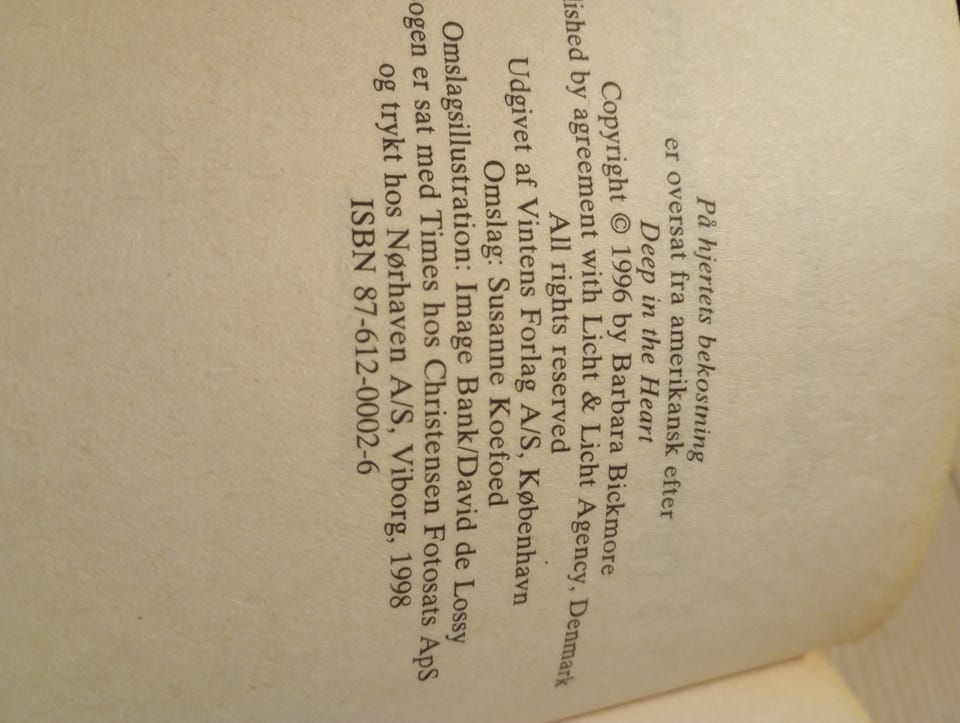 På hjertets bekostning
er oversat fra amerikansk efter
Deep in the Heart
Copyright © 1996 by Barbara Bickmore
lished by agreement with Licht & Licht Agency, Denmark
All rights reserved
Udgivet af Vintens Forlag A/S, København
Omslag: Susanne Koefoed
Omslagsillustration: Image Bank/David de Lossy
ogen er sat med Times hos Christensen Fotosats ApS
og trykt hos Nørhaven A/S, Viborg, 1998
ISBN 87-612-0002-6